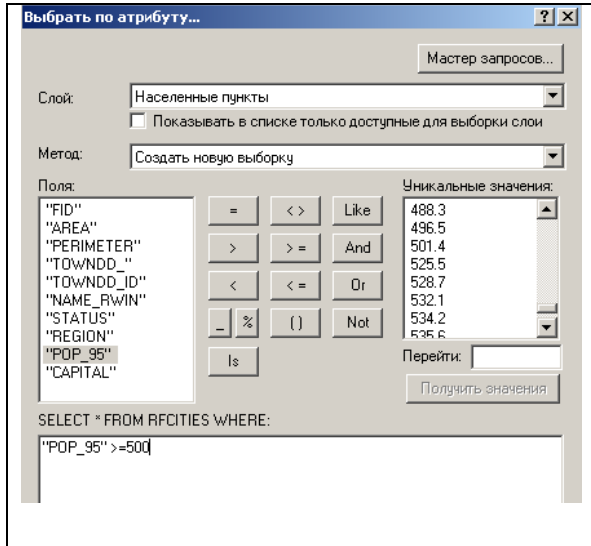 Выбрать по атрибуту...
Мастер запросов...
Слой: Населенные пункты
Показывать в списке только доступные для выборки слои
Метод: Создать новую выборку
Поля:
"FID"
"AREA"
"PERIMETER"
"TOWNDD_"
"TOWNDD_ID"
"NAME_RWIN"
"STATUS"
"REGION"
"POP_95"
"CAPITAL"
= < > Like
> > = And
< < = Or
_ % ( ) Not
Is
Уникальные значения:
488.3
496.5
501.4
525.5
528.7
532.1
534.2
535.6
Перейти:
Получить значения
SELECT * FROM RFCITIES WHERE:
"POP_95" >=500